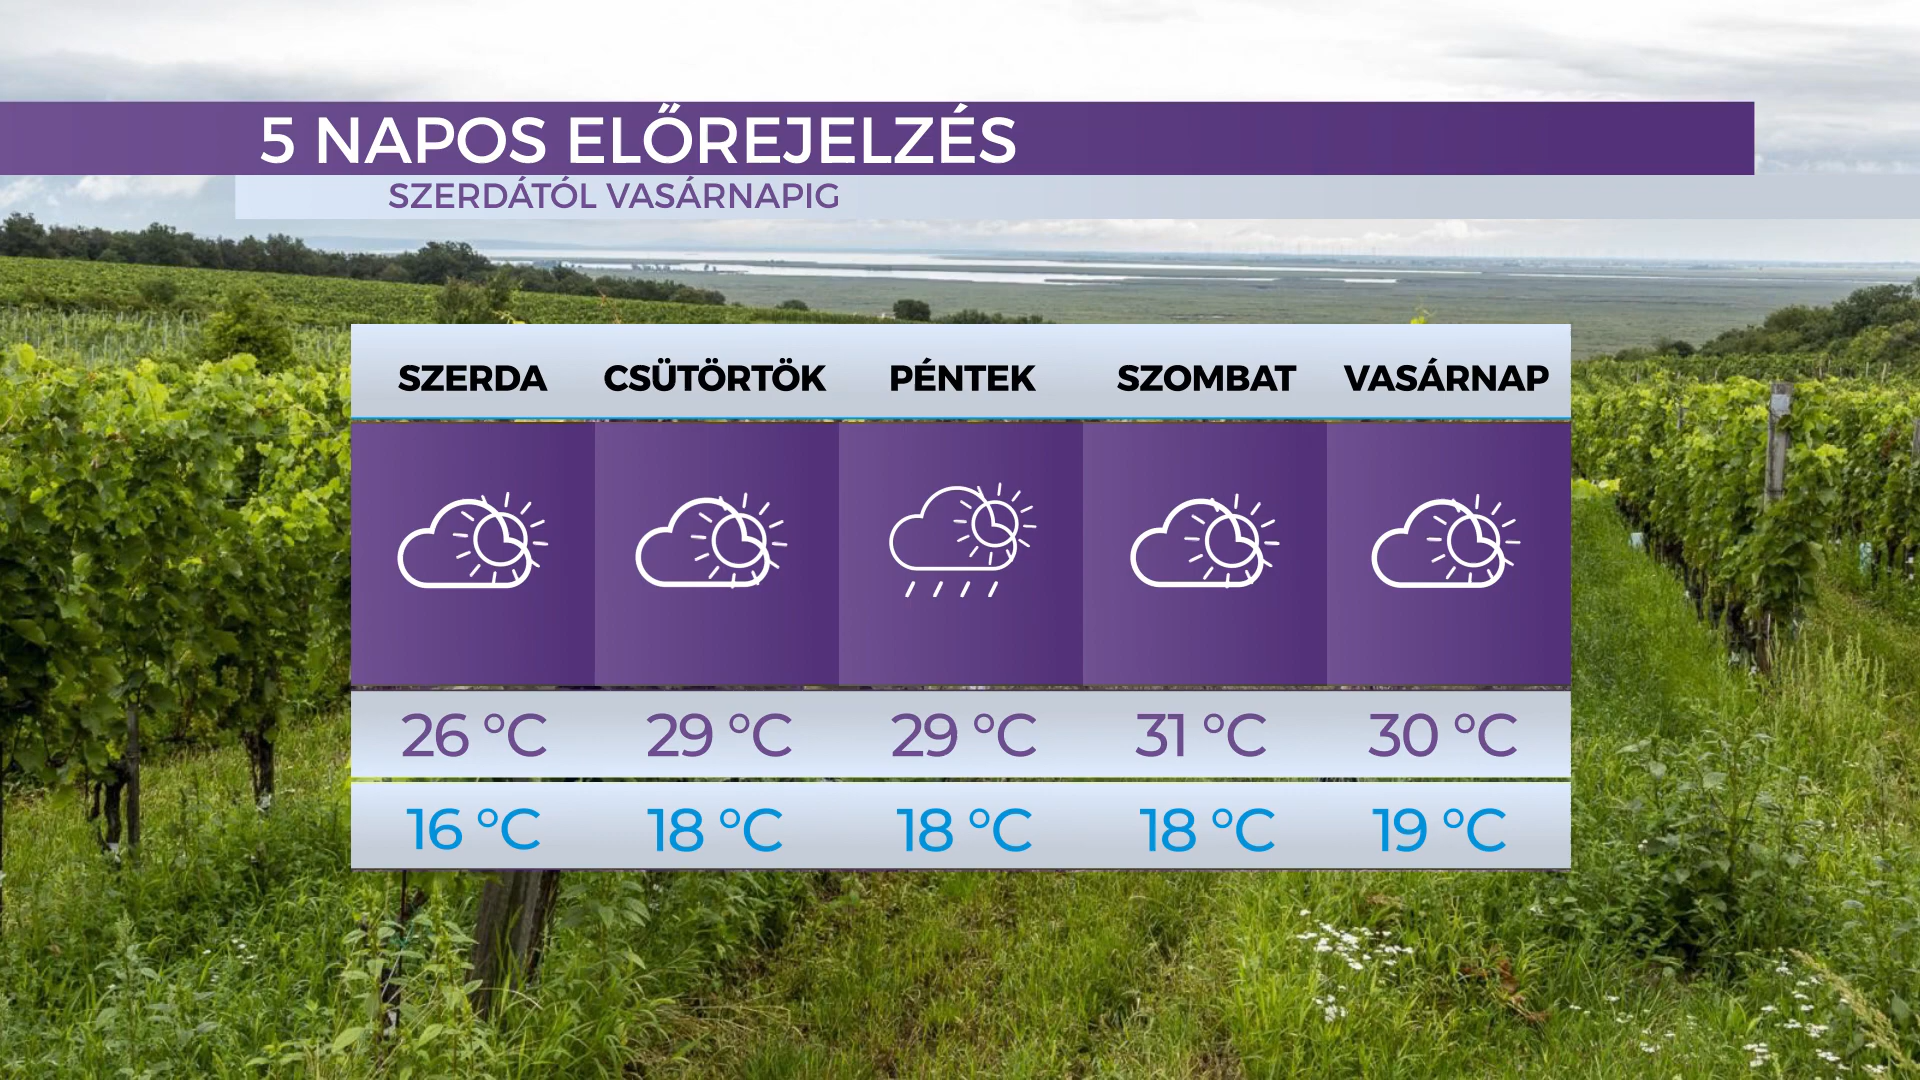 5 NAPOS ELŐREJELZÉS
SZERDÁTÓL VASÁRNAPIG
SZERDA CSÜTÖRTÖK PÉNTEK SZOMBAT VASÁRNAP
26 °C 29 °C 29 °C 31 °C 30 °C
16 °C 18 °C 18 °C 18 °C 19 °C